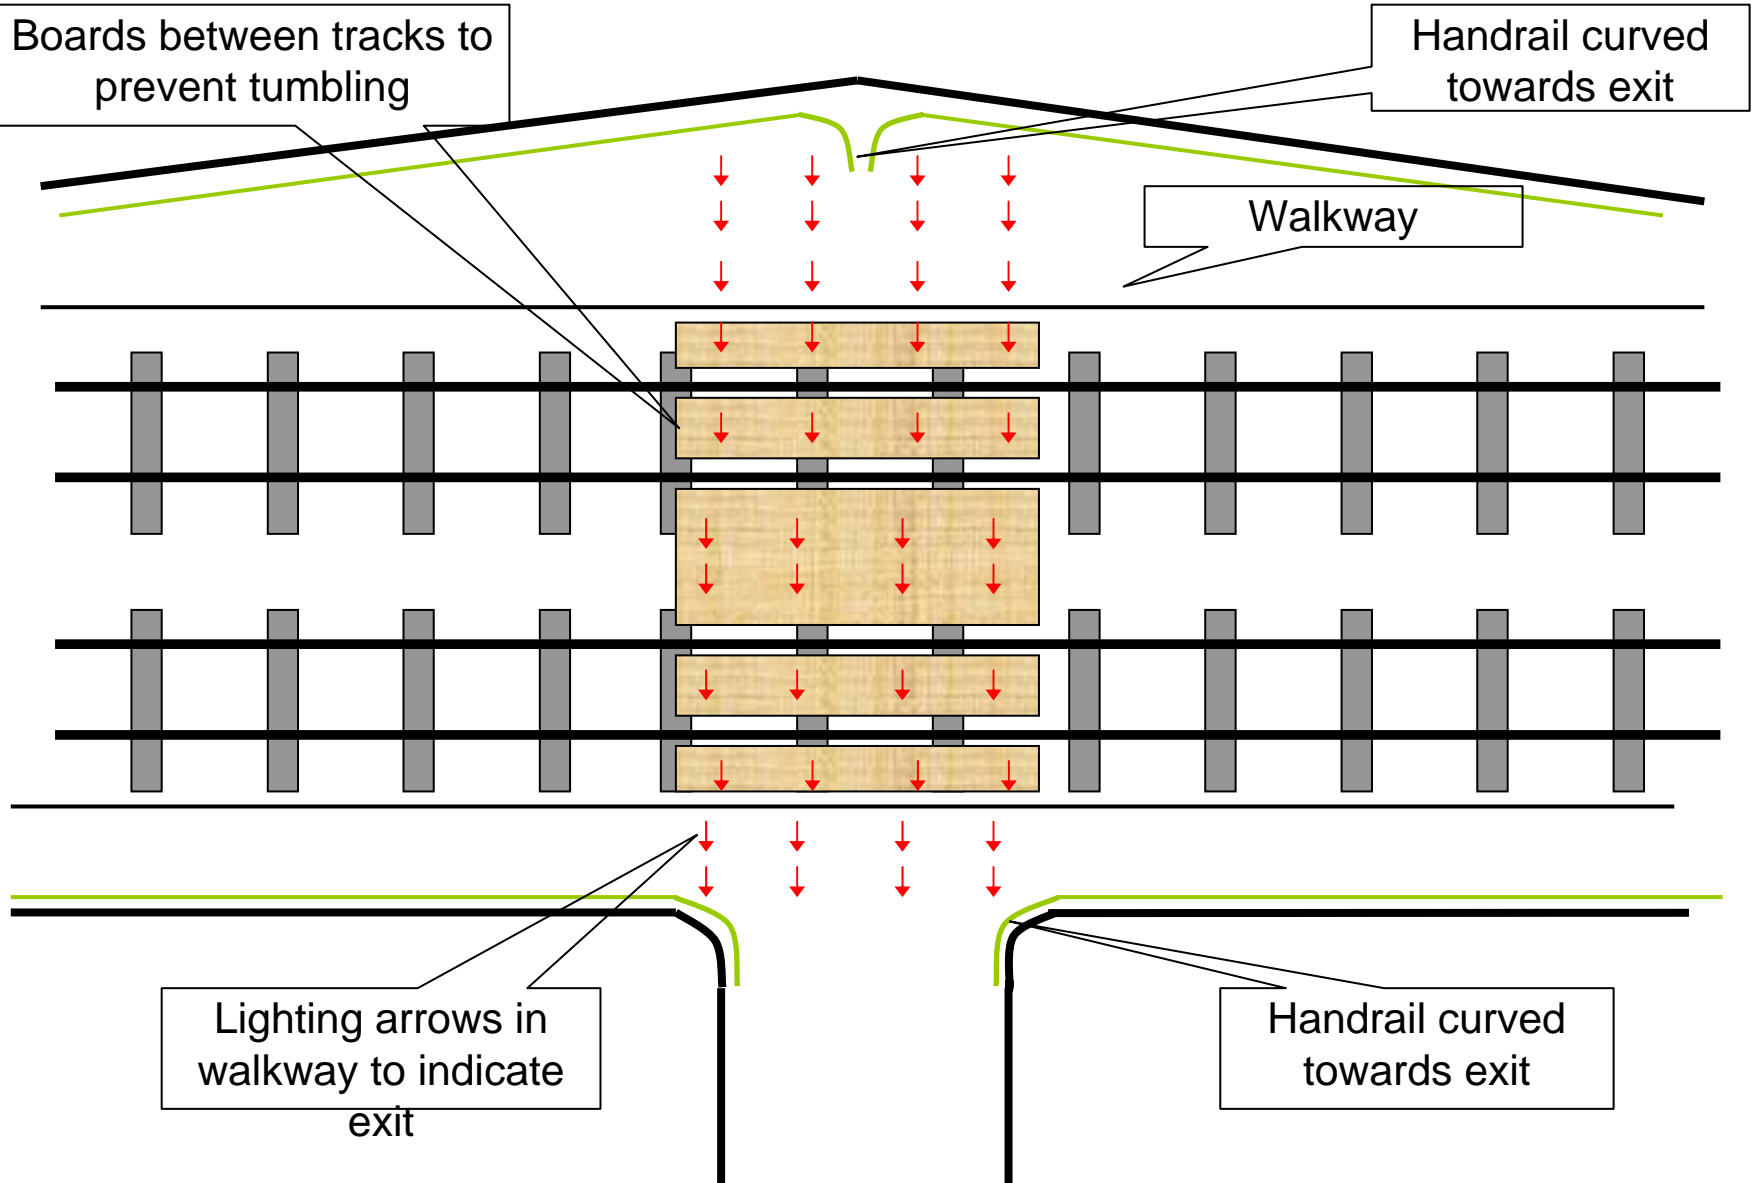 Boards between tracks to
prevent tumbling
Handrail curved
towards exit
Walkway
Lighting arrows in
walkway to indicate
exit
Handrail curved
towards exit